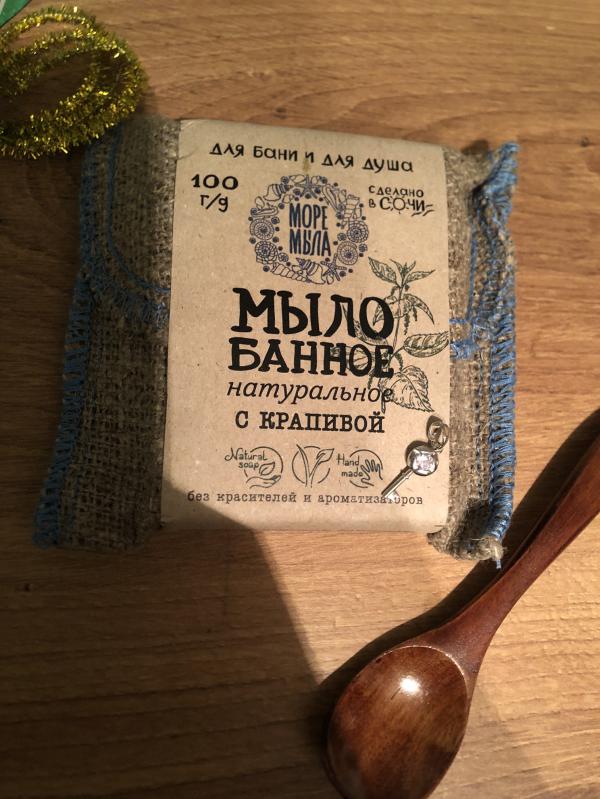 для бани и для душа
100
г/g
сделано
в СОЧИ
МОРЕ
МЫЛА
МЫЛО
БАННОЕ
натуральное
С КРАПИВОЙ
Natural
soap
Hand
made
без красителей и ароматизаторов